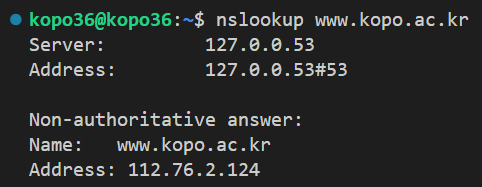 kopo36@kopo36:~$ nslookup www.kopo.ac.kr
Server:         127.0.0.53
Address:        127.0.0.53#53

Non-authoritative answer:
Name:   www.kopo.ac.kr
Address: 112.76.2.124